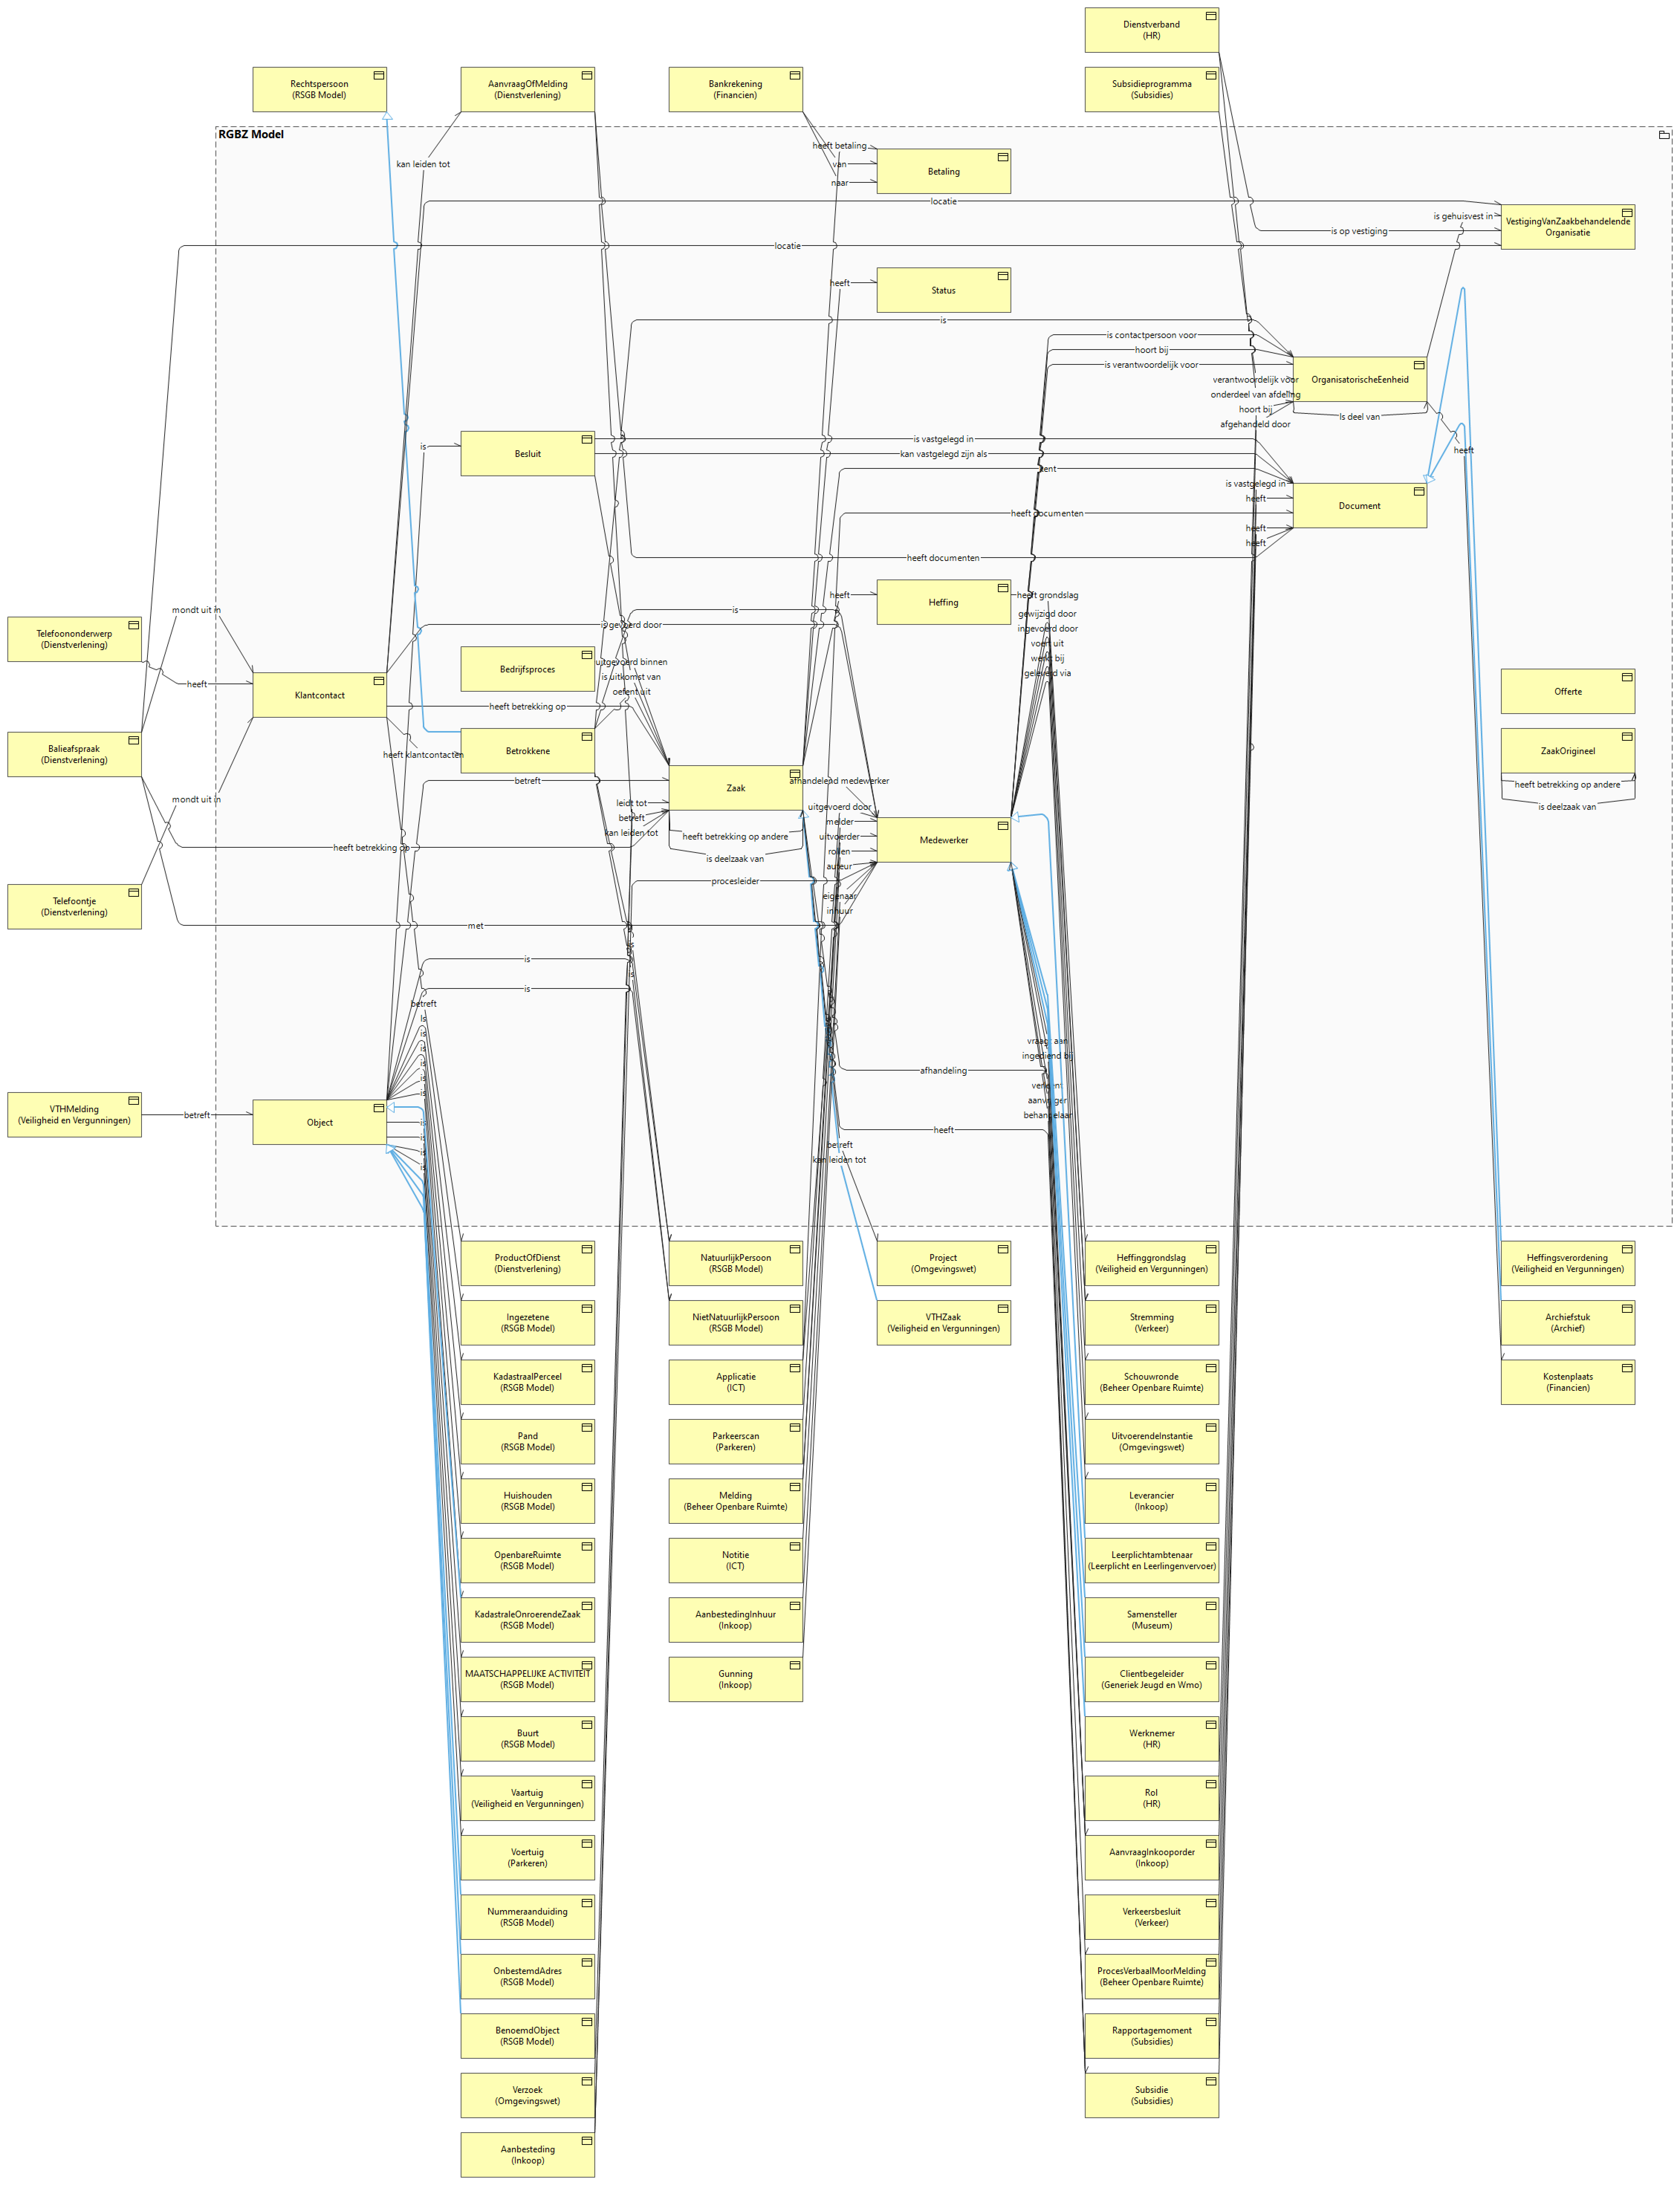 Dienstverband
(HR)
Rechtspersoon
(RSGB Model)
AanvraagOfMelding
(Dienstverlening)
Bankrekening
(Financien)
Subsidieprogramma
(Subsidies)
RGBZ Model
heeft betaling
kan leiden tot
van
naar
Betaling
locatie
is gehuisvest in
VestigingVanZaakbehandelende
Organisatie
is op vestiging
locatie
heeft
Status
is
is contactpersoon voor
hoort bij
is verantwoordelijk voor
verantwoordelijk voor
onderdeel van afdeling
hoort bij
afgehandeld door
OrganisatorischeEenheid
Is deel van
is
Besluit
is vastgelegd in
kan vastgelegd zijn als
heeft
is vastgelegd in
heeft
Document
heeft documenten
heeft
heeft
heeft documenten
heeft
Heffing
heeft grondslag
mondt uit in
is
gewijzigd door
Telefoononderwerp
(Dienstverlening)
is gevoerd door
ingevoerd door
voert uit
werkt bij
geleverd via
Bedrijfsproces
uitgevoerd binnen
is uitkomst van
oefent uit
heeft
Klantcontact
Offerte
heeft betrekking op
Balieafspraak
(Dienstverlening)
heeft klantcontacten
Betrokkene
ZaakOrigineel
heeft betrekking op andere
is deelzaak van
betreft
Zaak
afhandelend medewerker
mondt uit in
leidt tot
betreft
kan leiden tot
heeft betrekking op andere
is deelzaak van
uitgevoerd door
melder
uitvoerder
rollen
auteur
eigenaar
inhuur
Medewerker
heeft betrekking op
procesleider
Telefoontje
(Dienstverlening)
met
is
is
is
is
betreft
Is
is
is
is
is
is
vraagt aan
ingediend bij
afhandeling
verleent
aanvrager
behandelaar
VTHMelding
(Veiligheid en Vergunningen)
betreft
Object
is
is
is
is
heeft
betreft
kan leiden tot
ProductOfDienst
(Dienstverlening)
NatuurlijkPersoon
(RSGB Model)
Project
(Omgevingswet)
Heffinggrondslag
(Veiligheid en Vergunningen)
Heffingsverordening
(Veiligheid en Vergunningen)
Ingezetene
(RSGB Model)
NietNatuurlijkPersoon
(RSGB Model)
VTHZaak
(Veiligheid en Vergunningen)
Stremming
(Verkeer)
Archiefstuk
(Archief)
KadastraalPerceel
(RSGB Model)
Applicatie
(ICT)
Schouwronde
(Beheer Openbare Ruimte)
Kostenplaats
(Financien)
Pand
(RSGB Model)
Parkeerscan
(Parkeren)
UitvoerendeInstantie
(Omgevingswet)
Huishouden
(RSGB Model)
Melding
(Beheer Openbare Ruimte)
Leverancier
(Inkoop)
OpenbareRuimte
(RSGB Model)
Notitie
(ICT)
Leerplichtambtenaar
(Leerplicht en Leerlingenvervoer)
KadastraleOnroerendeZaak
(RSGB Model)
AanbestedingInhuur
(Inkoop)
Samensteller
(Museum)
MAATSCHAPPELIJKE ACTIVITEIT
(RSGB Model)
Gunning
(Inkoop)
Clientbegeleider
(Generiek Jeugd en Wmo)
Buurt
(RSGB Model)
Werknemer
(HR)
Vaartuig
(Veiligheid en Vergunningen)
Rol
(HR)
Voertuig
(Parkeren)
AanvraagInkooporder
(Inkoop)
Nummeraanduiding
(RSGB Model)
Verkeersbesluit
(Verkeer)
OnbestemdAdres
(RSGB Model)
ProcesVerbaalMoorMelding
(Beheer Openbare Ruimte)
BenoemdObject
(RSGB Model)
Rapportagemoment
(Subsidies)
Verzoek
(Omgevingswet)
Subsidie
(Subsidies)
Aanbesteding
(Inkoop)